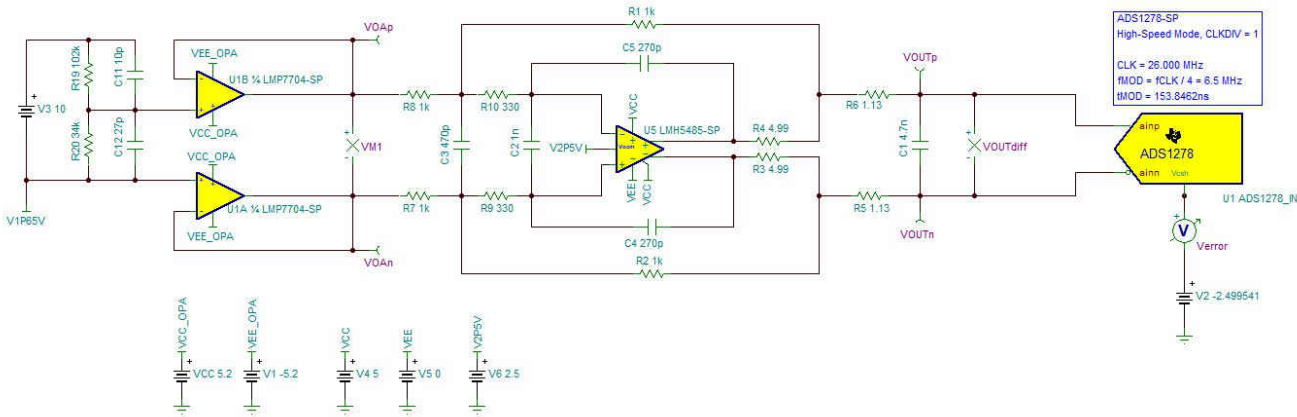 ADS1278-SP
High-Speed Mode, CLKDIV = 1
CLK = 26.000 MHz
fMOD = fCLK / 4 = 6.5 MHz
tMOD = 153.8462ns
R1 1k
VOAp
VEE_OPA
C5 270p
VOUTp
R19 102k
C11 10p
U1B ¼ LMP7704-SP
V3 10
R8 1k
R10 330
VCC
R6 1.13
ainp
VCC_OPA
U5 LMH5485-SP
R4 4.99
R20 34k
C12 27p
VM1
C3 470p
C2 1n
V2P5V
Vocm
C1 4.7n
VOUTdiff
ADS1278
VCC_OPA
R3 4.99
ainn
VEE
VCC
Vcsh
V1P65V
U1A ¼ LMP7704-SP
R7 1k
R9 330
R5 1.13
U1 ADS1278_IN
VEE_OPA
C4 270p
VOUTn
V
Verror
VOAn
R2 1k
V2 -2.499541
VCC_OPA
VEE_OPA
VCC
VEE
V2P5V
VCC 5.2
V1 -5.2
V4 5
V5 0
V6 2.5